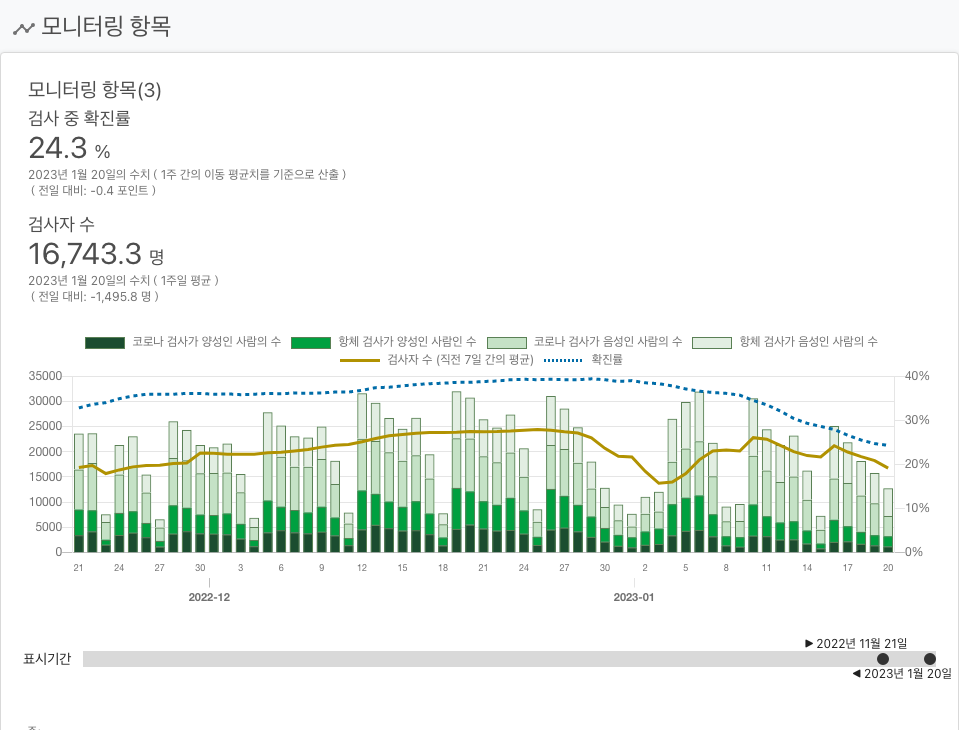 모니터링 항목
모니터링 항목(3)
검사 중 확진률
24.3 %
2023년 1월 20일의 수치 ( 1주 간의 이동 평균치를 기준으로 산출 )
( 전일 대비: -0.4 포인트 )
검사자 수
16,743.3 명
2023년 1월 20일의 수치 ( 1주일 평균 )
( 전일 대비: -1,495.8 명 )
코로나 검사가 양성인 사람의 수 항체 검사가 양성인 사람인 수 코로나 검사가 음성인 사람의 수 항체 검사가 음성인 사람의 수
검사자 수 (직전 7일 간의 평균) 확진률
35000 40%
30000
25000 30%
20000 20%
15000
10000 10%
5000
0 0%
21 24 27 30 3 6 9 12 15 18 21 24 27 30 2 5 8 11 14 17 20
2022-12 2023-01
▶ 2022년 11월 21일
표시기간
◀ 2023년 1월 20일